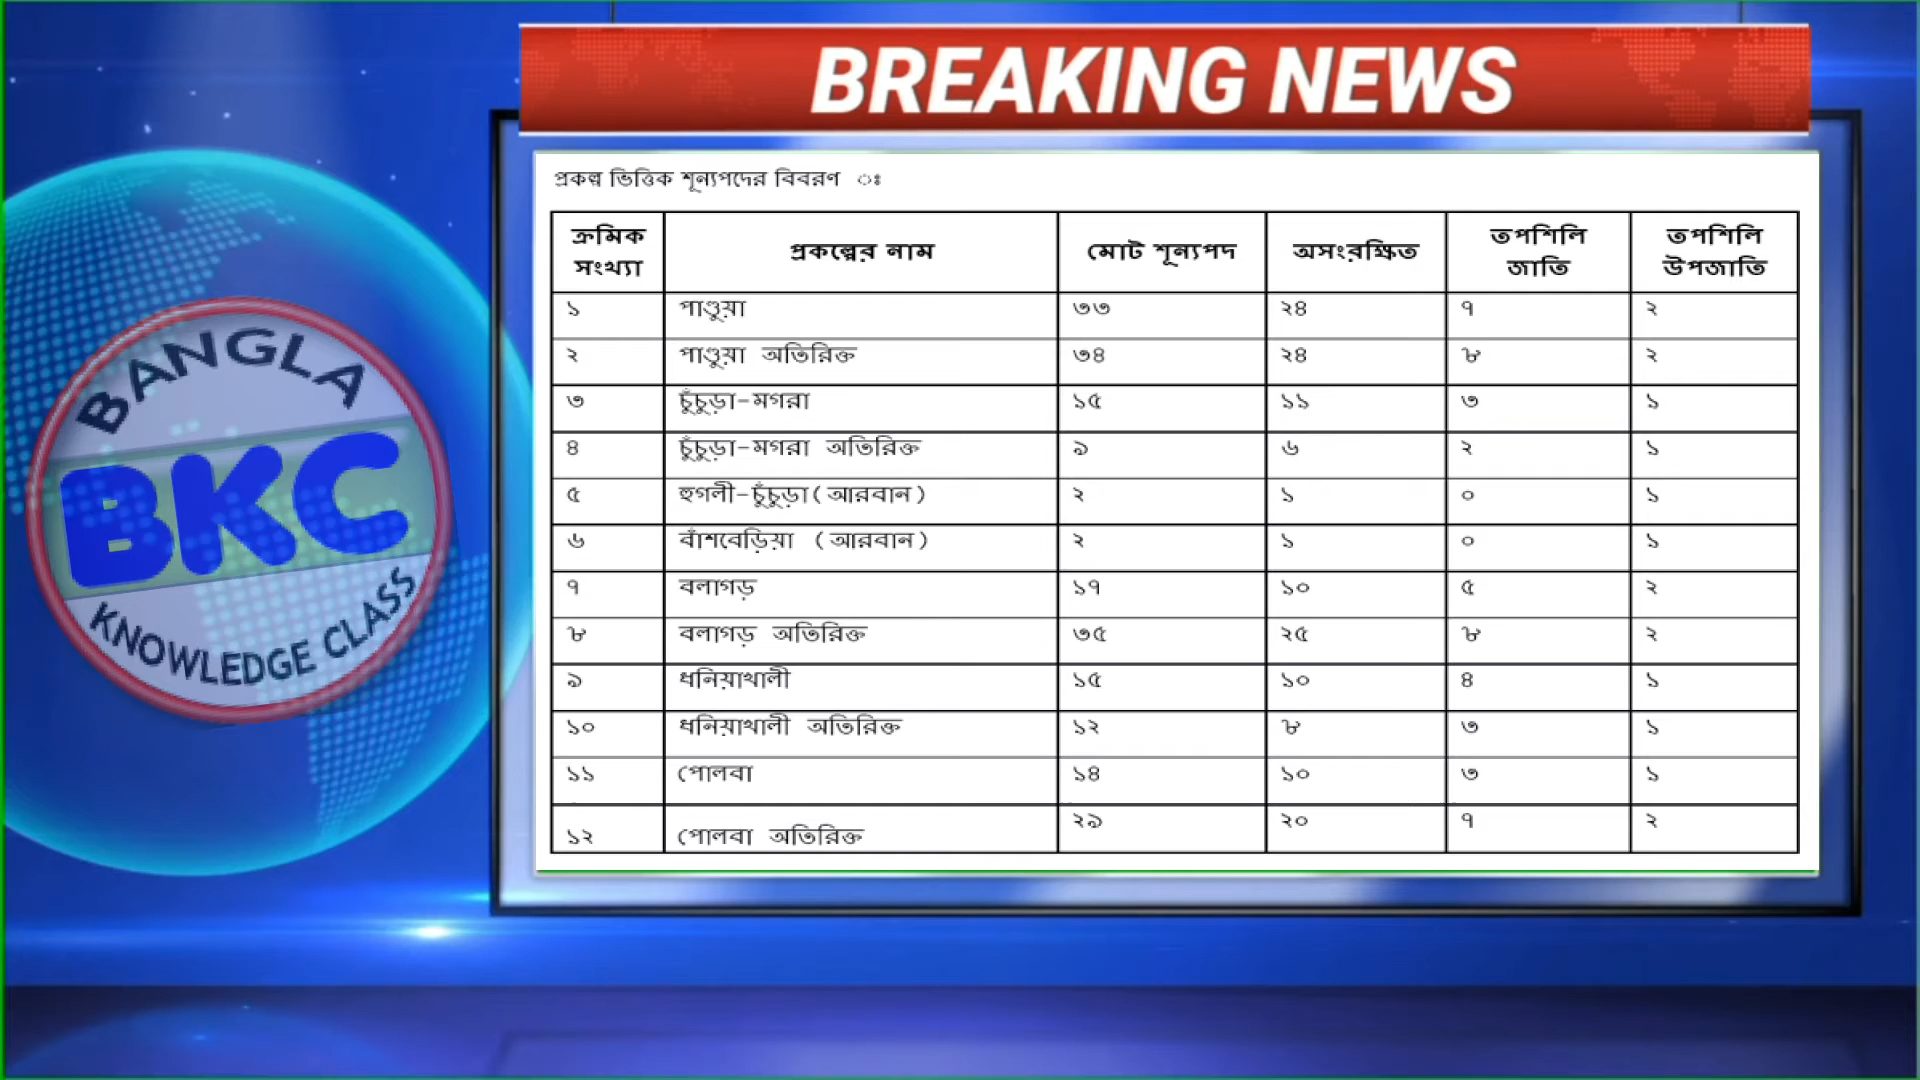 BREAKING NEWS
প্রকল্প ভিত্তিক শূন্যপদের বিবরণ ঃ
ক্রমিক সংখ্যা প্রকল্পের নাম মোট শূন্যপদ অসংরক্ষিত তপশিলি জাতি তপশিলি উপজাতি
১ পাণ্ডুয়া ৩৩ ২৪ ৭ ২
২ পাণ্ডুয়া অতিরিক্ত ৩৪ ২৪ ৮ ২
৩ চুঁচুড়া-মগরা ১৫ ১১ ৩ ১
৪ চুঁচুড়া-মগরা অতিরিক্ত ৯ ৬ ২ ১
৫ হুগলী-চুঁচুড়া(আরবান) ২ ১ ০ ১
৬ বাঁশবেড়িয়া (আরবান) ২ ১ ০ ১
৭ বলাগড় ১৭ ১০ ৫ ২
৮ বলাগড় অতিরিক্ত ৩৫ ২৫ ৮ ২
৯ ধনিয়াখালী ১৫ ১০ ৪ ১
১০ ধনিয়াখালী অতিরিক্ত ১২ ৮ ৩ ১
১১ পোলবা ১৪ ১০ ৩ ১
১২ পোলবা অতিরিক্ত ২৯ ২০ ৭ ২
BANGLA
BKC
KNOWLEDGE CLASS